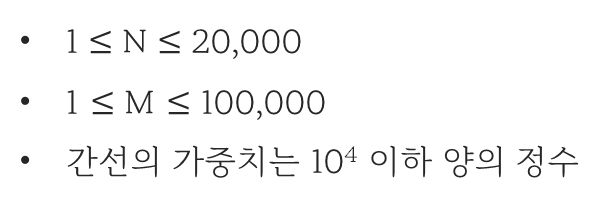 • 1 ≤ N ≤ 20,000
• 1 ≤ M ≤ 100,000
• 간선의 가중치는 10⁴ 이하 양의 정수